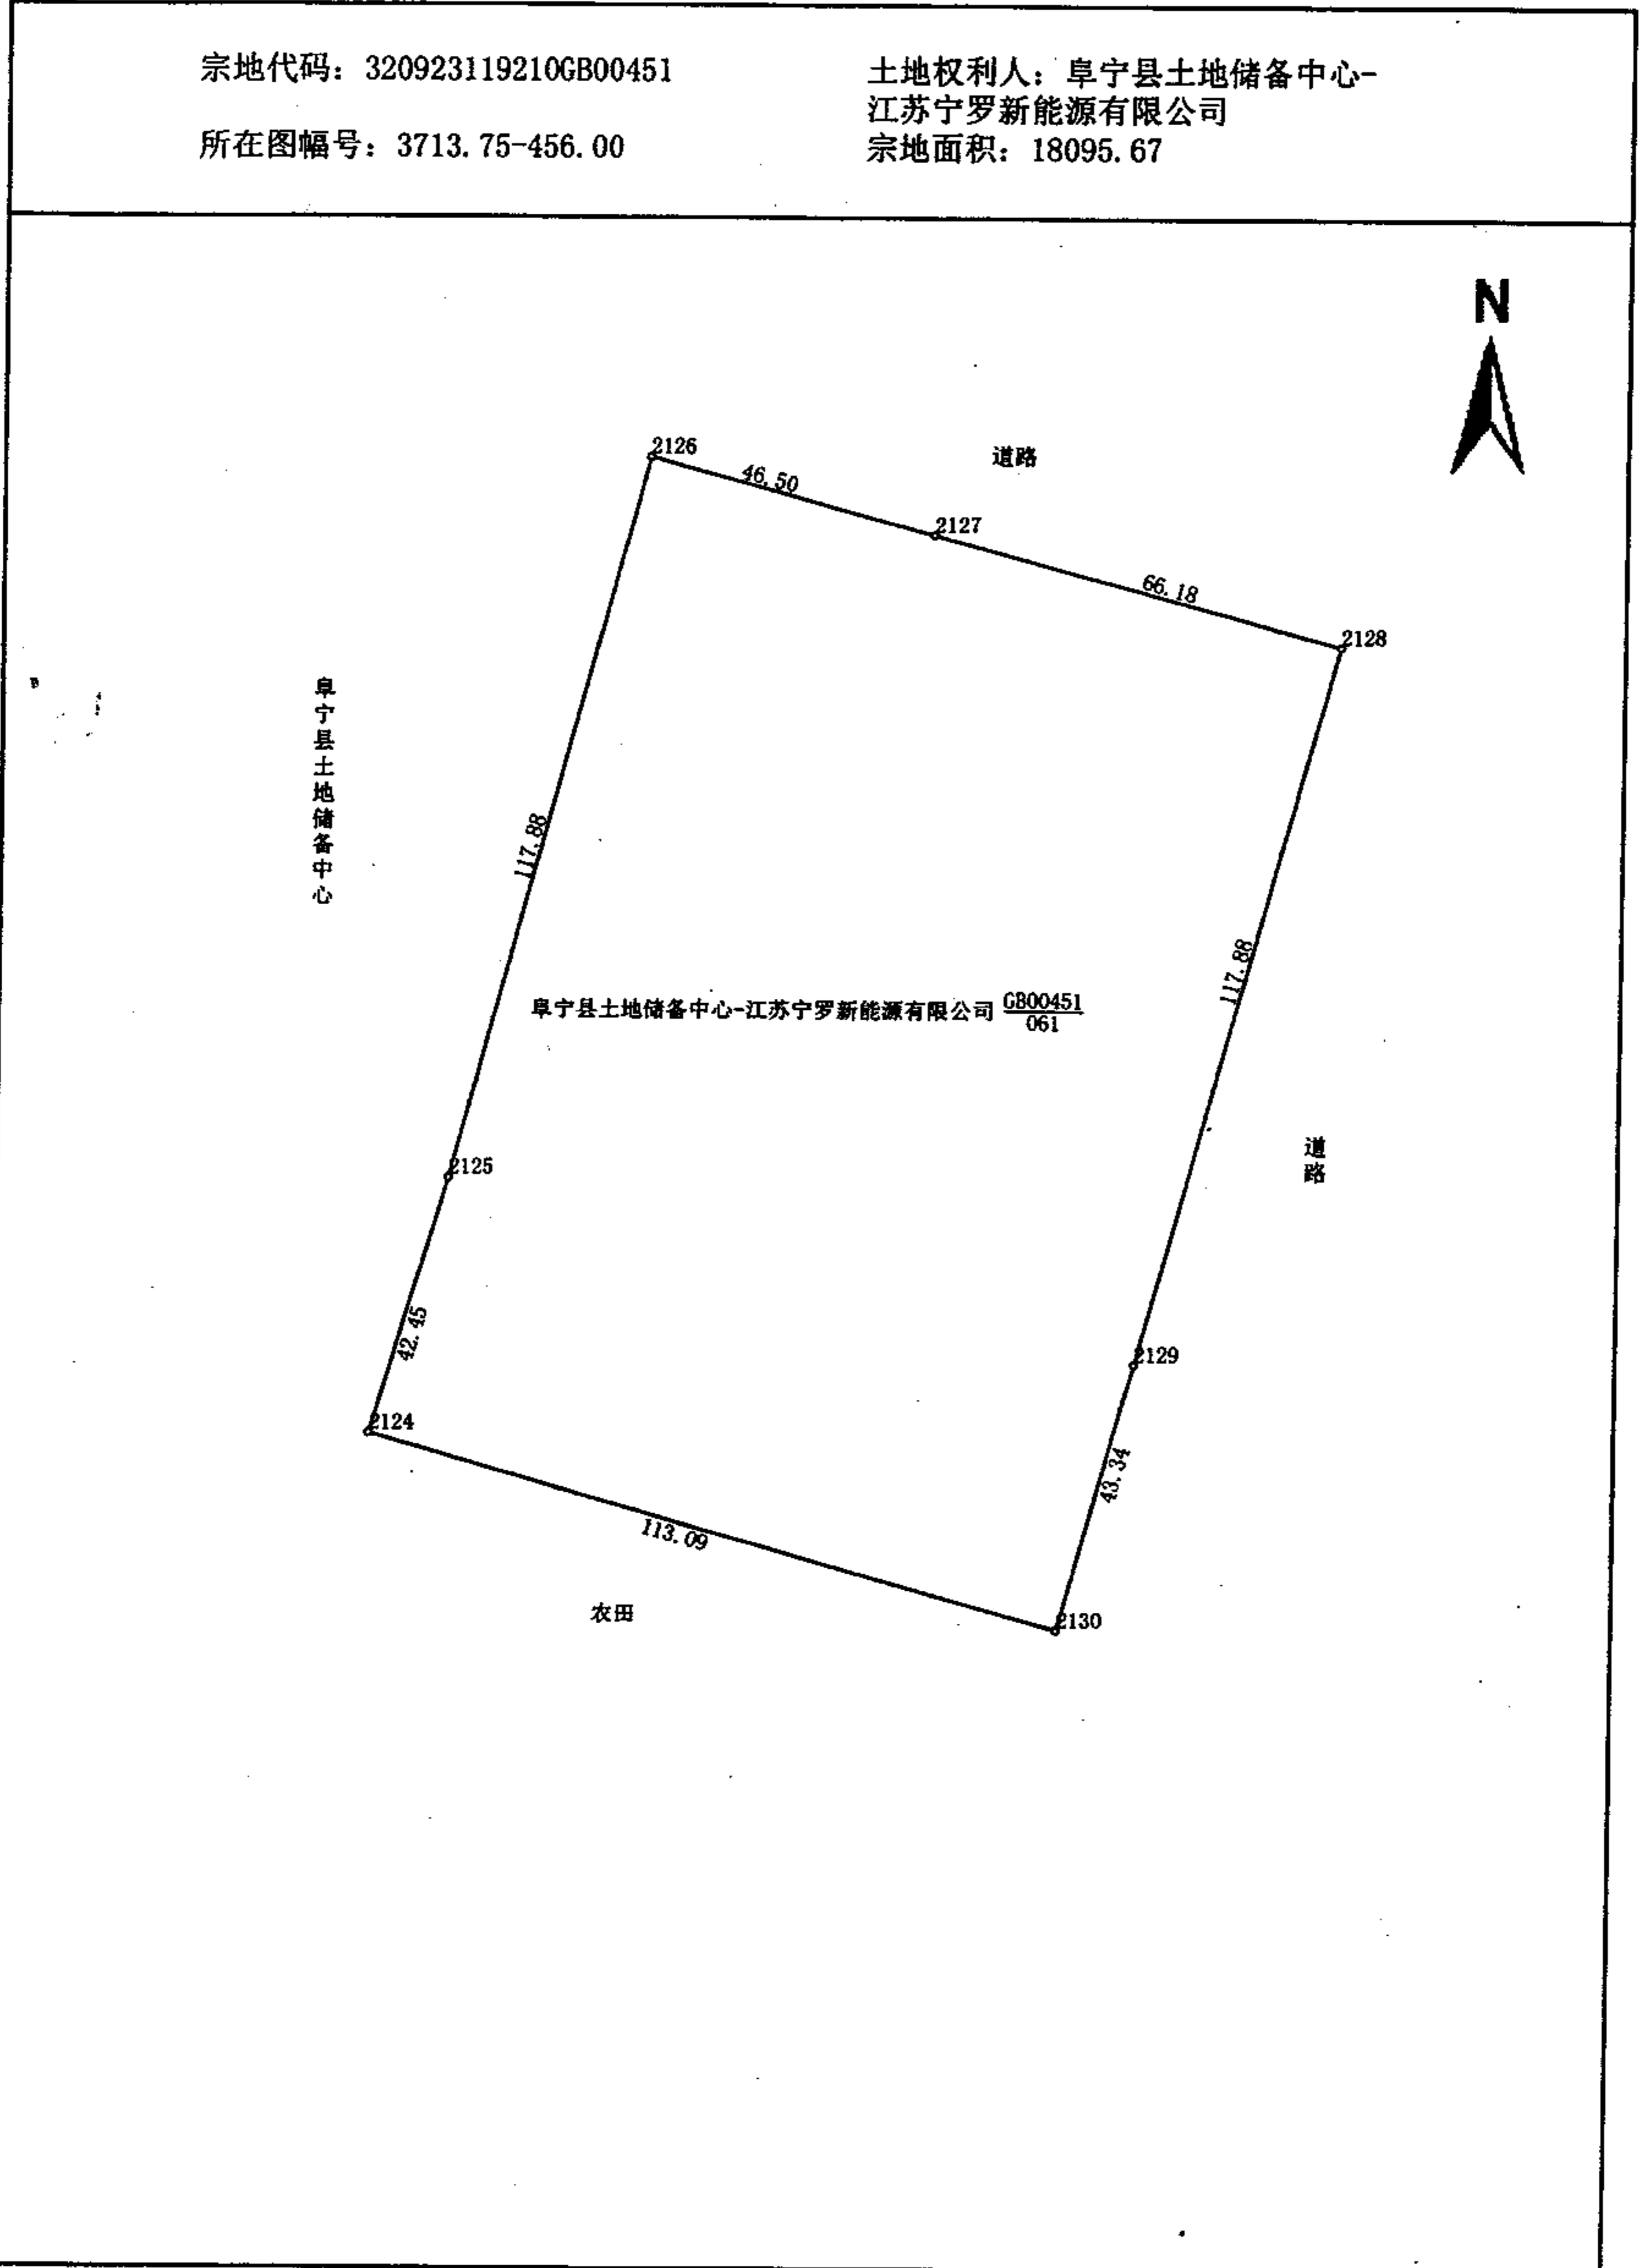 宗地代码：320923119210GB00451
土地权利人：阜宁县土地储备中心-
江苏宁罗新能源有限公司
所在图幅号：3713.75-456.00
宗地面积：18095.67
N
2126
道路
46.50
2127
66.18
2128
阜宁县土地储备中心
117.88
117.88
阜宁县土地储备中心-江苏宁罗新能源有限公司 GB00451
061
道路
2125
42.45
2129
2124
43.34
113.09
农田
2130